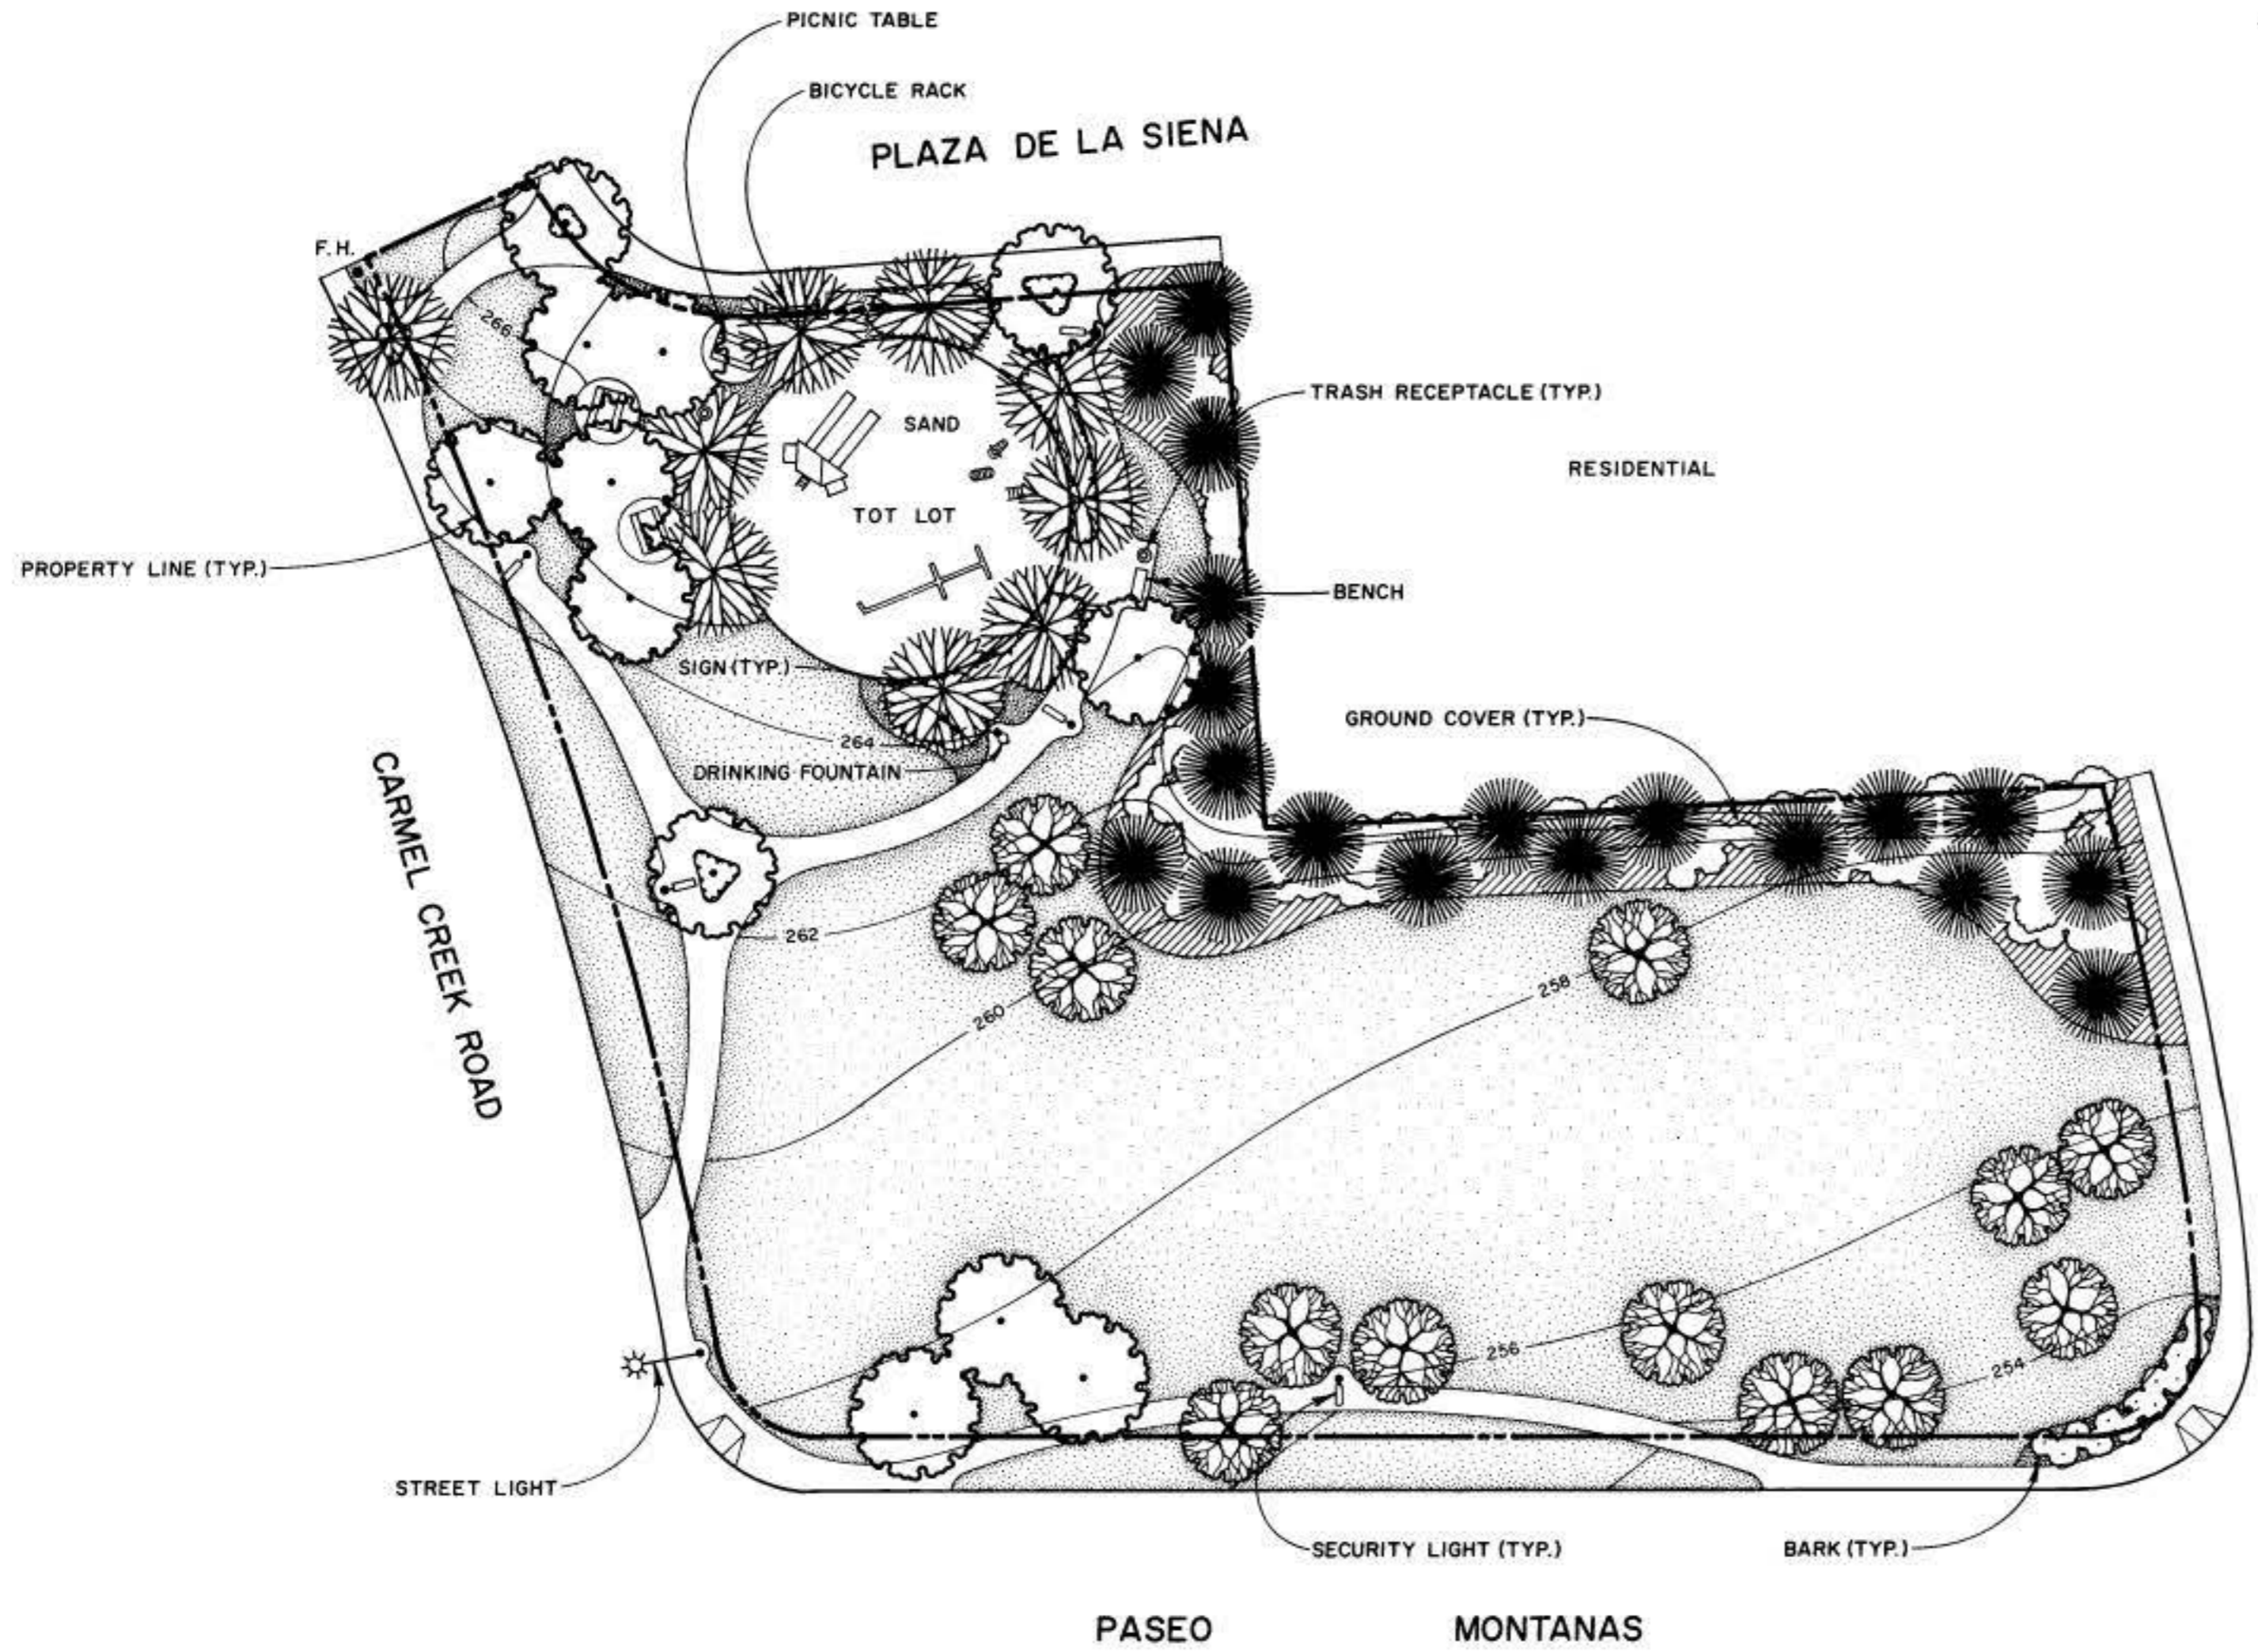 PICNIC TABLE
BICYCLE RACK
PLAZA DE LA SIENA
F.H.
266
TRASH RECEPTACLE (TYP.)
SAND
RESIDENTIAL
TOT LOT
PROPERTY LINE (TYP.)
BENCH
SIGN (TYP.)
GROUND COVER (TYP.)
264
DRINKING FOUNTAIN
CARMEL CREEK ROAD
262
258
260
256
254
STREET LIGHT
SECURITY LIGHT (TYP.)
BARK (TYP.)
PASEO MONTANAS